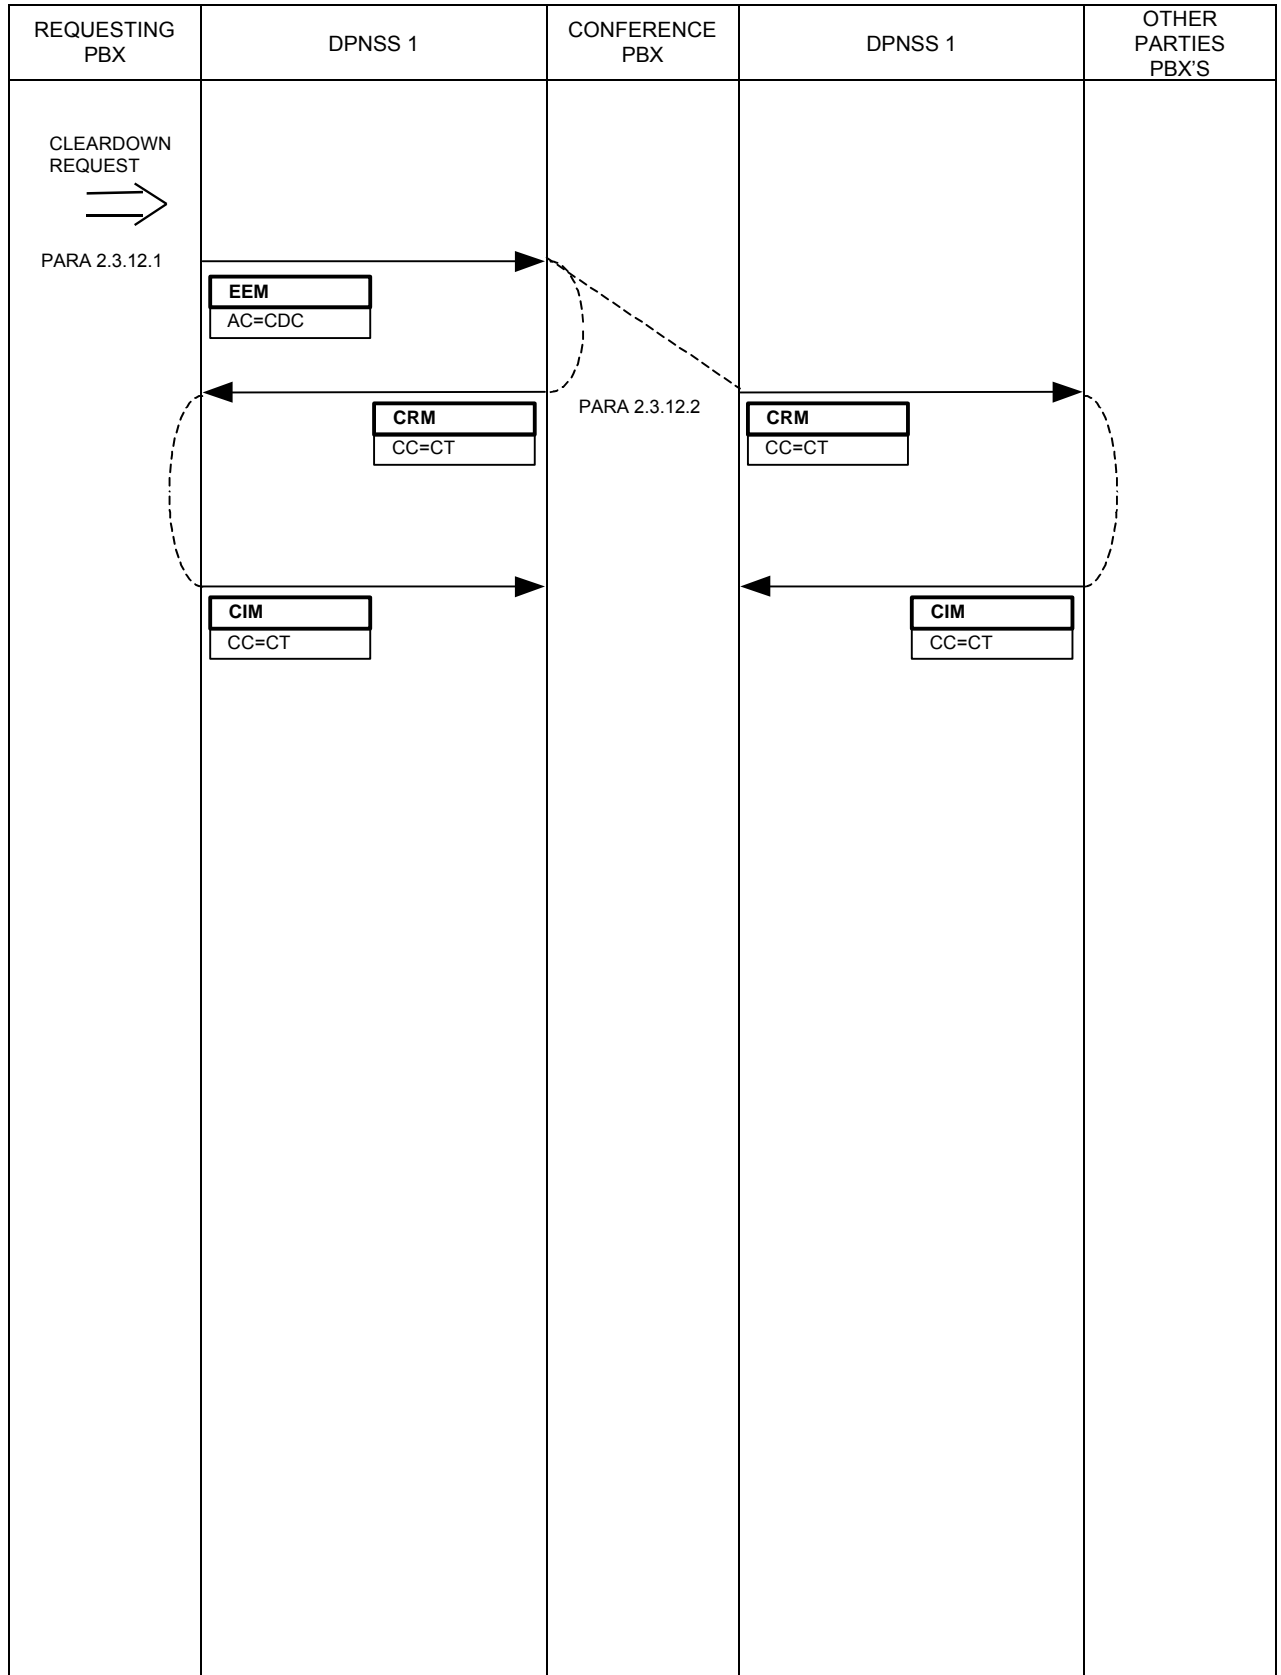 REQUESTING
PBX
DPNSS 1
CONFERENCE
PBX
DPNSS 1
OTHER
PARTIES
PBX'S
CLEARDOWN
REQUEST
PARA 2.3.12.1
EEM
AC=CDC
CRM
CC=CT
PARA 2.3.12.2
CRM
CC=CT
CIM
CC=CT
CIM
CC=CT